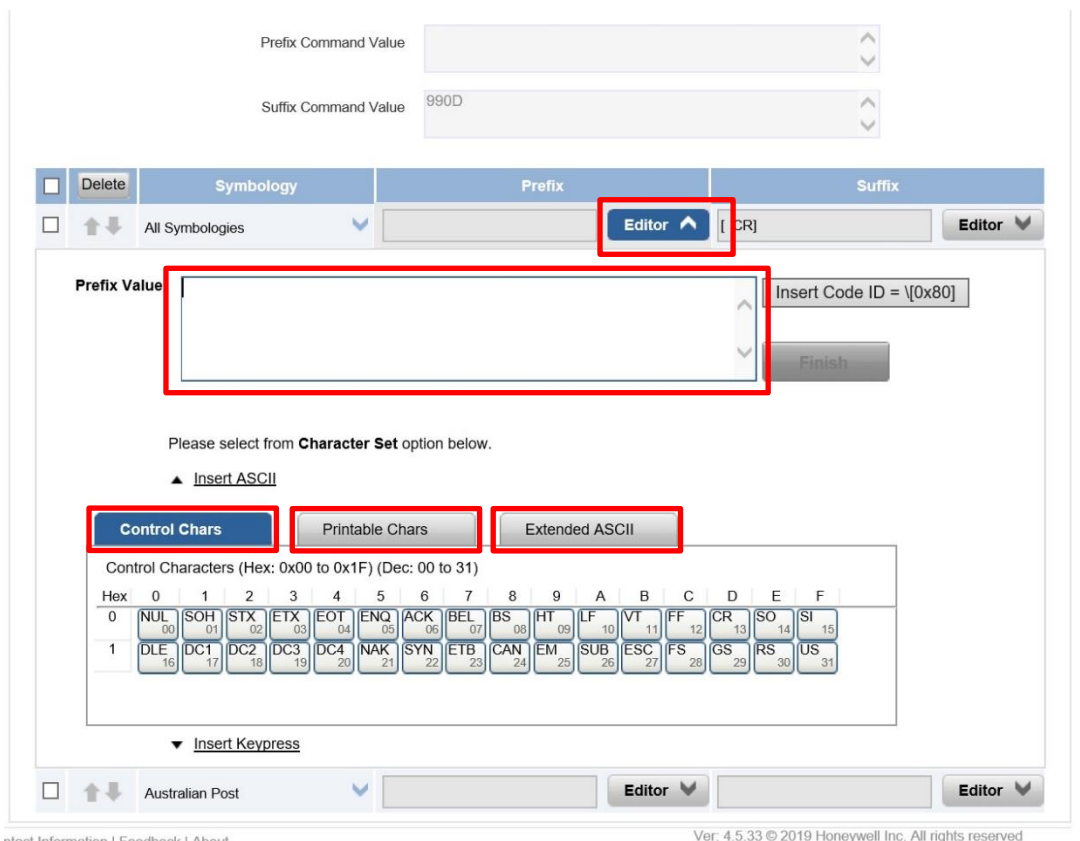 Prefix Command Value
Suffix Command Value 990D
Delete Symbology Prefix Suffix
All Symbologies Editor [ CR] Editor
Prefix Value Insert Code ID = \[0x80]
Finish
Please select from Character Set option below.
Insert ASCII
Control Chars Printable Chars Extended ASCII
Control Characters (Hex: 0x00 to 0x1F) (Dec: 00 to 31)
Hex 0 1 2 3 4 5 6 7 8 9 A B C D E F
0 NUL 00 SOH 01 STX 02 ETX 03 EOT 04 ENQ 05 ACK 06 BEL 07 BS 08 HT 09 LF 10 VT 11 FF 12 CR 13 SO 14 SI 15
1 DLE 16 DC1 17 DC2 18 DC3 19 DC4 20 NAK 21 SYN 22 ETB 23 CAN 24 EM 25 SUB 26 ESC 27 FS 28 GS 29 RS 30 US 31
Insert Keypress
Australian Post Editor Editor
Information | Feedback | About Ver: 4.5.33 © 2019 Honeywell Inc. All rights reserved